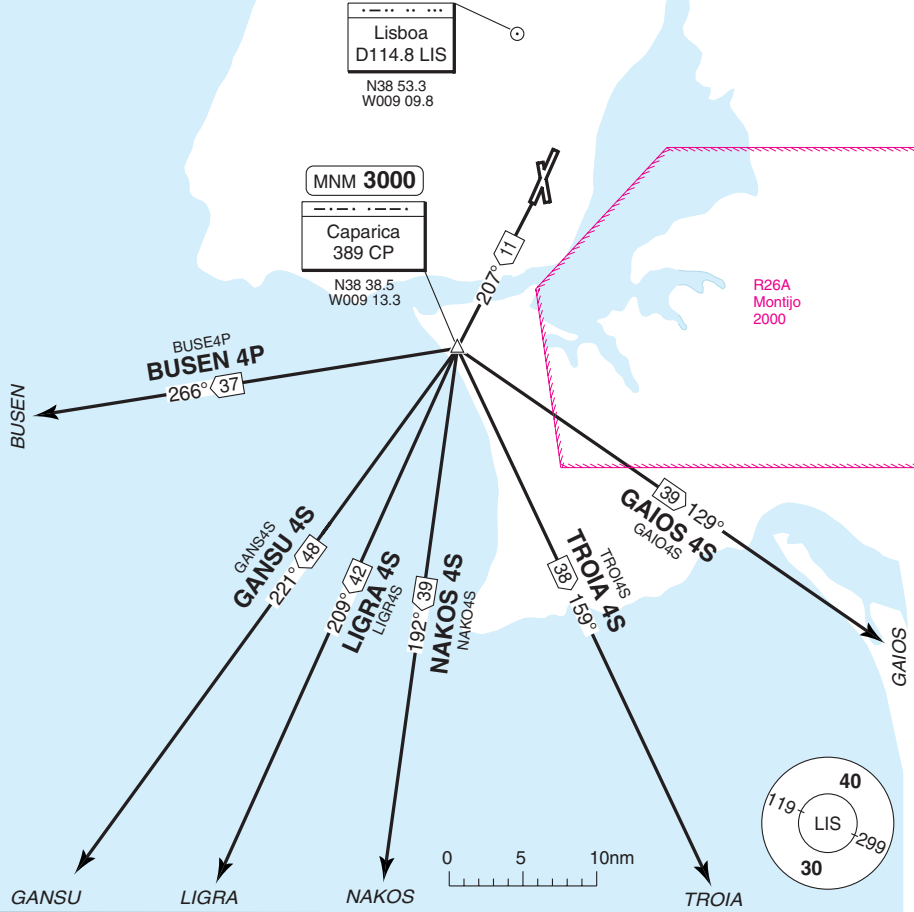 Lisboa
D114.8 LIS
N38 53.3
W009 09.8
MNM 3000
Caparica
389 CP
N38 38.5
W009 13.3
207° 11
R26A
Montijo
2000
BUSE4P
BUSEN 4P
266° 37
BUSEN
GANS4S
GANSU 4S
221° 48
209° 42
LIGRA 4S
LIGR4S
192° 39
NAKOS 4S
NAKO4S
TROI4S
TROIA 4S
38 159°
39 129°
GAIOS 4S
GAIO4S
GAIOS
40
119
LIS
299
30
0 5 10nm
GANSU
LIGRA
NAKOS
TROIA